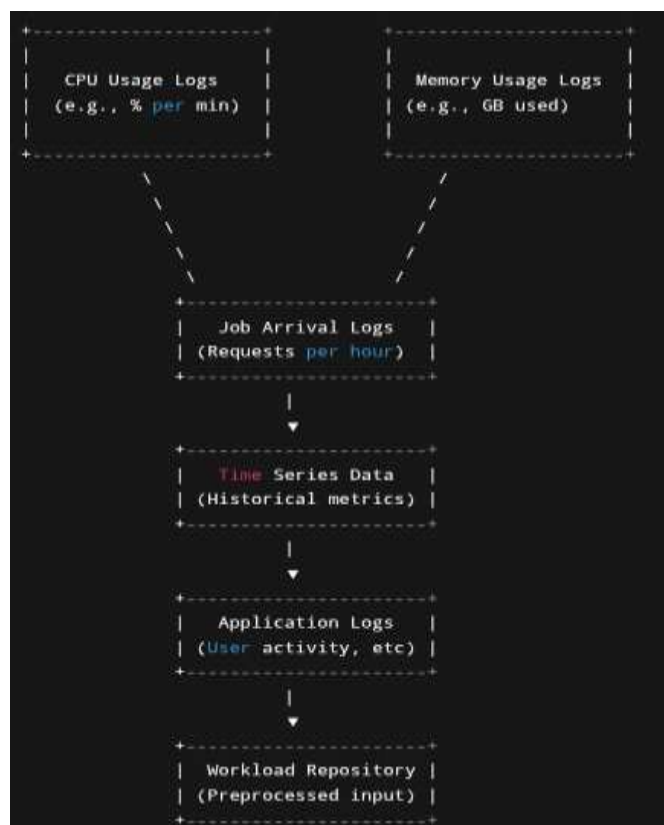 CPU Usage Logs
(e.g., % per min)
Memory Usage Logs
(e.g., GB used)
Job Arrival Logs
(Requests per hour)
Time Series Data
(Historical metrics)
Application Logs
(User activity, etc)
Workload Repository
(Preprocessed input)